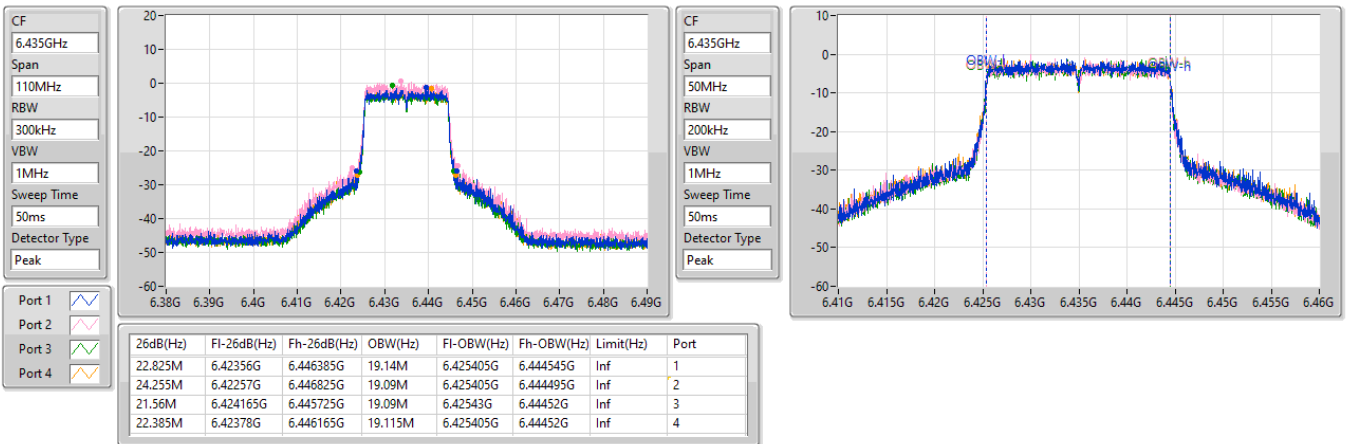 CF
6.435GHz
Span
110MHz
RBW
300kHz
VBW
1MHz
Sweep Time
50ms
Detector Type
Peak
20
10
0
-10
-20
-30
-40
-50
-60
6.38G 6.39G 6.4G 6.41G 6.42G 6.43G 6.44G 6.45G 6.46G 6.47G 6.48G 6.49G
CF
6.435GHz
Span
50MHz
RBW
200kHz
VBW
1MHz
Sweep Time
50ms
Detector Type
Peak
10
0
-10
-20
-30
-40
-50
-60
OBW-l OBW-h
6.41G 6.415G 6.42G 6.425G 6.43G 6.435G 6.44G 6.445G 6.45G 6.455G 6.46G
Port 1
Port 2
Port 3
Port 4
26dB(Hz) Fl-26dB(Hz) Fh-26dB(Hz) OBW(Hz) Fl-OBW(Hz) Fh-OBW(Hz) Limit(Hz) Port
22.825M 6.42356G 6.446385G 19.14M 6.425405G 6.444545G Inf 1
24.255M 6.42257G 6.446825G 19.09M 6.425405G 6.444495G Inf 2
21.56M 6.424165G 6.445725G 19.09M 6.42543G 6.44452G Inf 3
22.385M 6.42378G 6.446165G 19.115M 6.425405G 6.44452G Inf 4